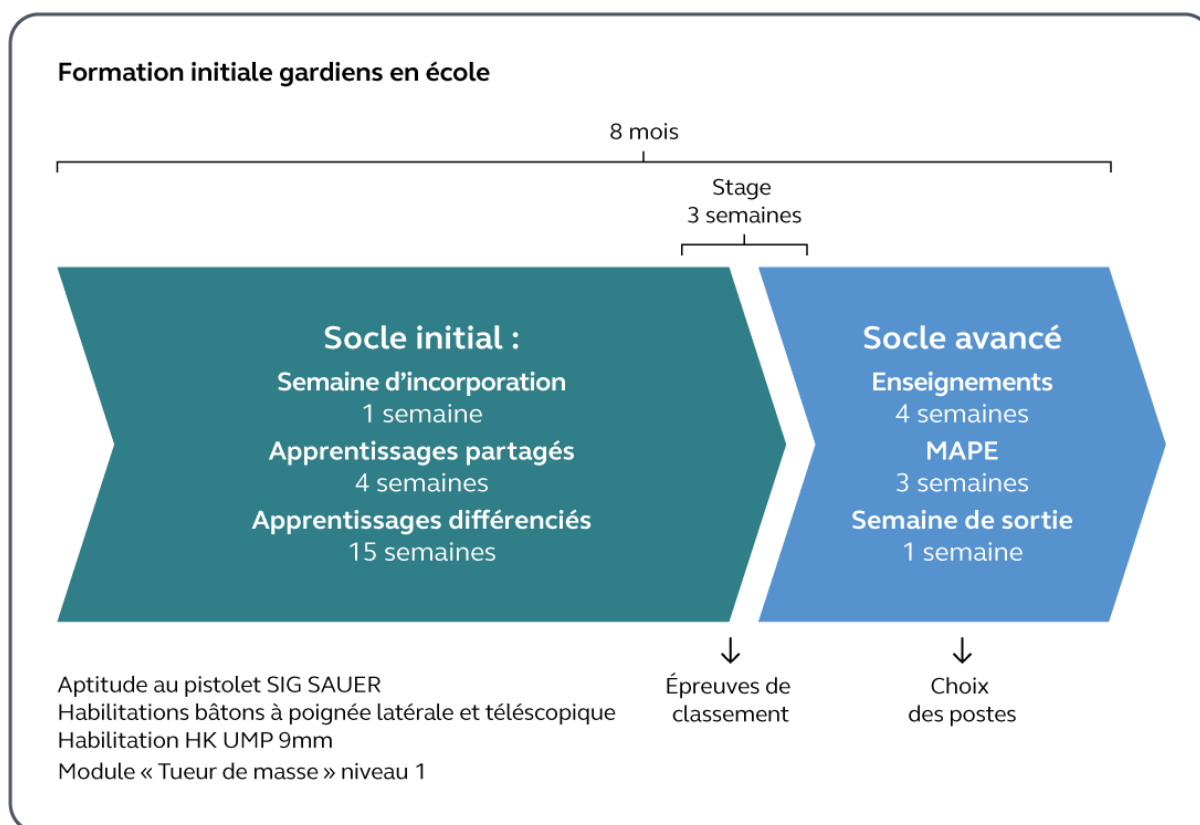 Formation initiale gardiens en école
8 mois
Stage
3 semaines
Socle initial :
Semaine d'incorporation
1 semaine
Apprentissages partagés
4 semaines
Apprentissages différenciés
15 semaines
Socle avancé
Enseignements
4 semaines
MAPE
3 semaines
Semaine de sortie
1 semaine
Aptitude au pistolet SIG SAUER
Habilitations bâtons à poignée latérale et téléscopique
Habilitation HK UMP 9mm
Module « Tueur de masse » niveau 1
Épreuves de
classement
Choix
des postes